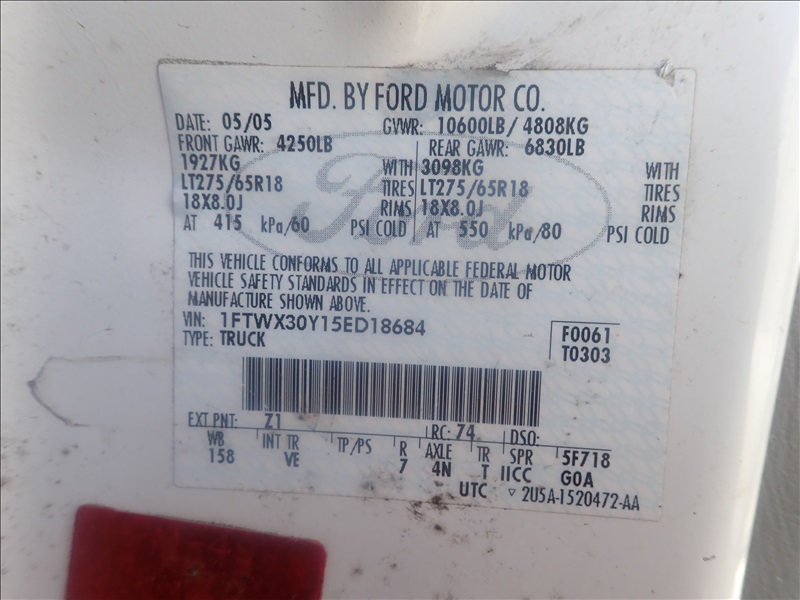 MFD. BY FORD MOTOR CO.
DATE: 05/05 GVWR: 10600LB/ 4808KG
FRONT GAWR: 4250LB REAR GAWR: 6830LB
1927KG WITH 3098KG WITH
LT275/65R18 TIRES LT275/65R18 TIRES
18X8.0J RIMS 18X8.0J RIMS
AT 415 kPa/60 PSI COLD AT 550 kPa/80 PSI COLD
Ford
THIS VEHICLE CONFORMS TO ALL APPLICABLE FEDERAL MOTOR
VEHICLE SAFETY STANDARDS IN EFFECT ON THE DATE OF
MANUFACTURE SHOWN ABOVE.
VIN: 1FTWX30Y15ED18684 F0061
TYPE: TRUCK T0303
EXT PNT: Z1 RC: 74 DSO:
WB INT TR TP/PS R AXLE TR SPR 5F718
158 VE 7 4N T IICC G0A
UTC ▽ 2U5A-1520472-AA